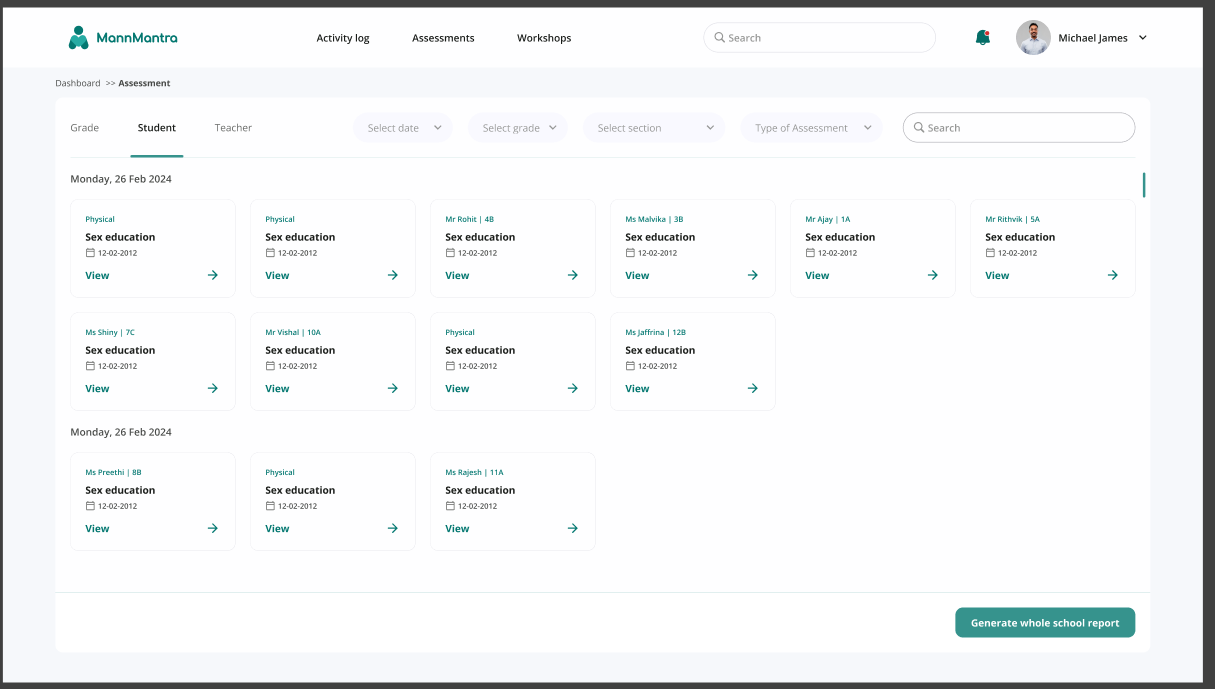 MannMantra
Activity log Assessments Workshops
Search
Michael James
Dashboard >> Assessment
Grade Student Teacher
Select date Select grade Select section Type of Assessment Search
Monday, 26 Feb 2024
Physical Physical Mr Rohit | 4B Ms Malvika | 3B Mr Ajay | 1A Mr Rithvik | 5A
Sex education Sex education Sex education Sex education Sex education Sex education
12-02-2012 12-02-2012 12-02-2012 12-02-2012 12-02-2012 12-02-2012
View View View View View View
Ms Shiny | 7C Mr Vishal | 10A Physical Ms Jaffrina | 12B
Sex education Sex education Sex education Sex education
12-02-2012 12-02-2012 12-02-2012 12-02-2012
View View View View
Monday, 26 Feb 2024
Ms Preethi | 8B Physical Ms Rajesh | 11A
Sex education Sex education Sex education
12-02-2012 12-02-2012 12-02-2012
View View View
Generate whole school report